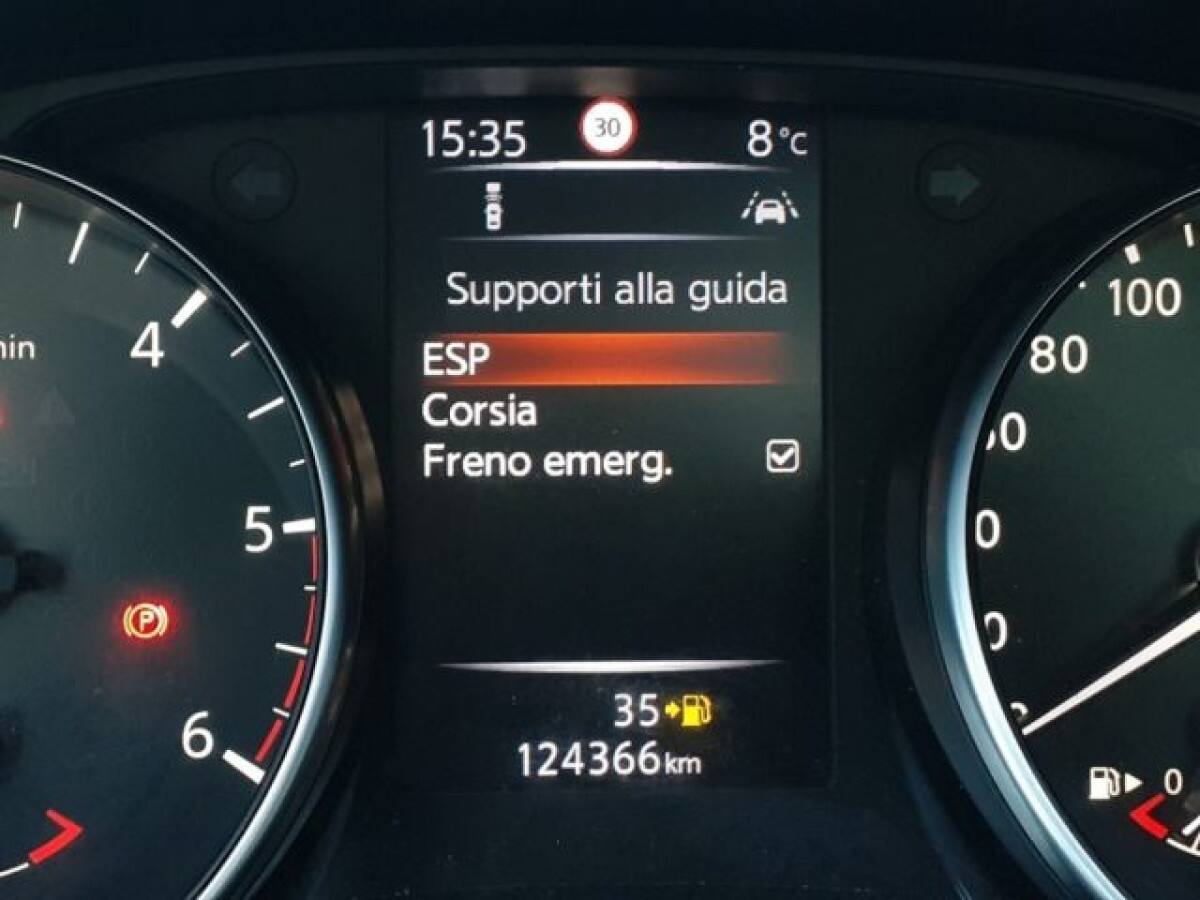 15:35
30
8°C
Supporti alla guida
ESP
Corsia
Freno emerg.
35
124366km
4
5
6
P
100
80
0